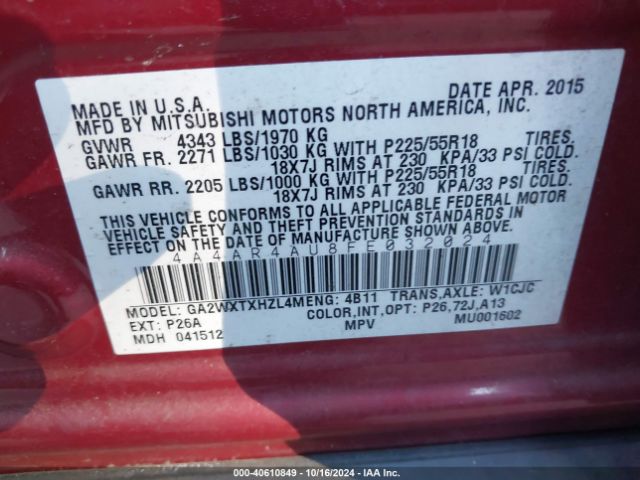 MADE IN U.S.A. DATE APR. 2015
MFD BY MITSUBISHI MOTORS NORTH AMERICA, INC.
GVWR 4343 LBS/1970 KG
GAWR FR. 2271 LBS/1030 KG WITH P225/55R18 TIRES.
18X7J RIMS AT 230 KPA/33 PSI COLD.
GAWR RR. 2205 LBS/1000 KG WITH P225/55R18 TIRES.
18X7J RIMS AT 230 KPA/33 PSI COLD.
THIS VEHICLE CONFORMS TO ALL APPLICABLE FEDERAL MOTOR
VEHICLE SAFETY AND THEFT PREVENTION STANDARDS IN
EFFECT ON THE DATE OF MANUFACTURE SHOWN ABOVE.
4A4AR4AU8FE032024
MODEL: GA2WXTXHZL4MENG: 4B11 TRANS,AXLE: W1CJC
EXT: P26A COLOR,INT,OPT: P26,72J,A13
MDH 041512 MPV MU001602
© 40610849 - 10/16/2024 - IAA Inc.